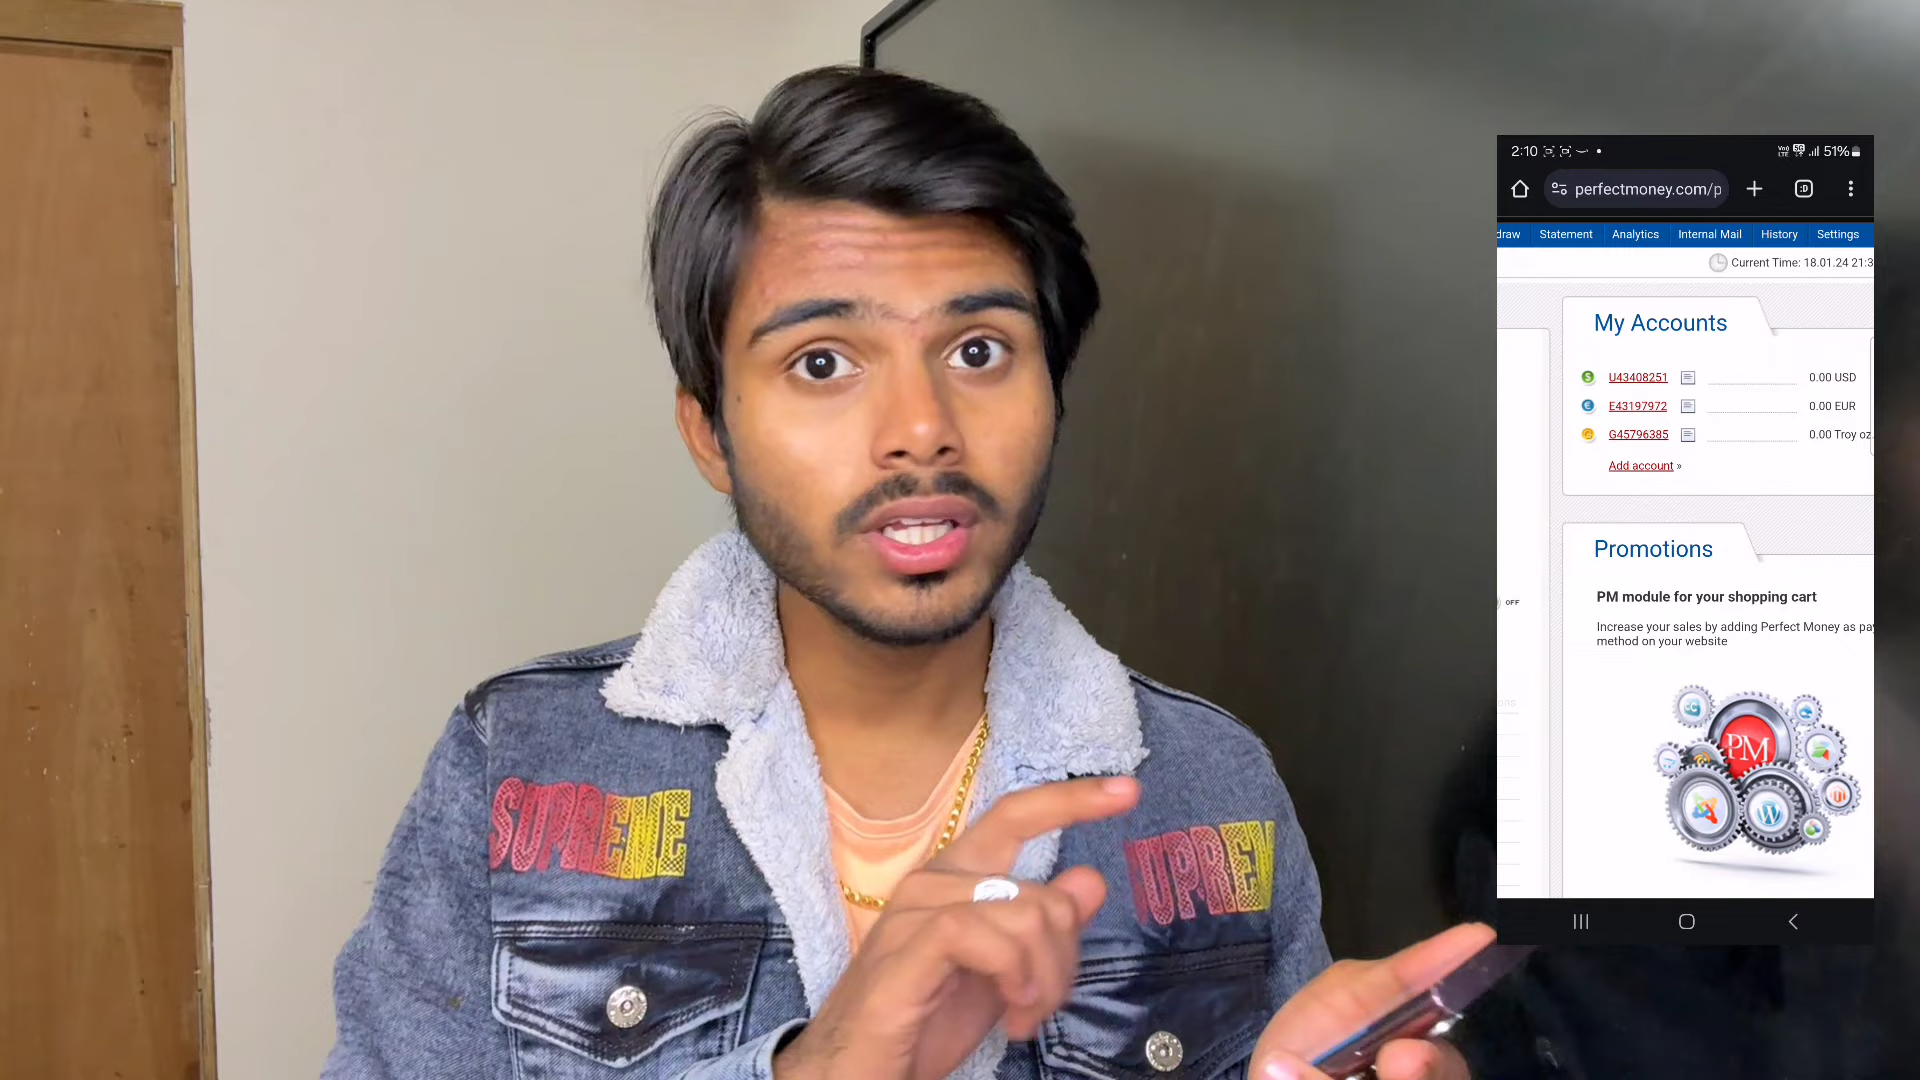 SUPREME
SUPREM
2:10
51%
perfectmoney.com/p
draw Statement Analytics Internal Mail History Settings
Current Time: 18.01.24 21:3
My Accounts
U43408251 0.00 USD
E43197972 0.00 EUR
G45796385 0.00 Troy oz.
Add account »
OFF
Promotions
PM module for your shopping cart
Increase your sales by adding Perfect Money as pay
method on your website
PM